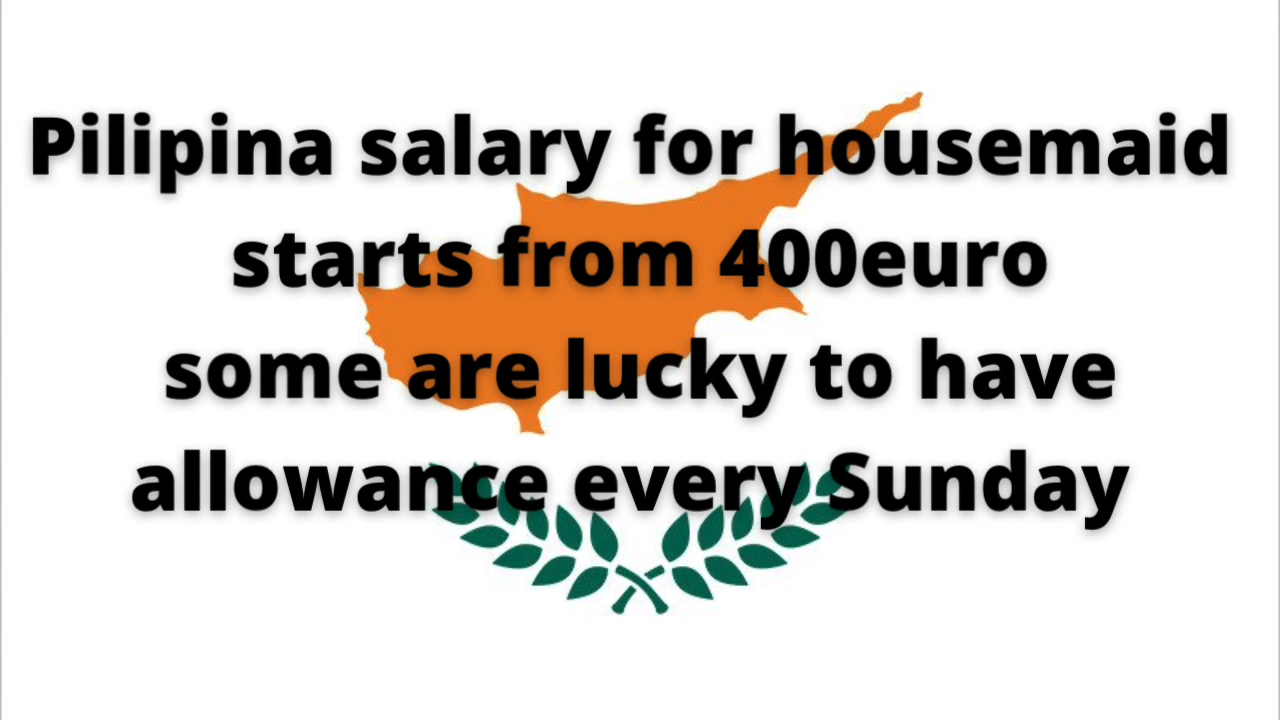 Pilipina salary for housemaid
starts from 400euro
some are lucky to have
allowance every Sunday